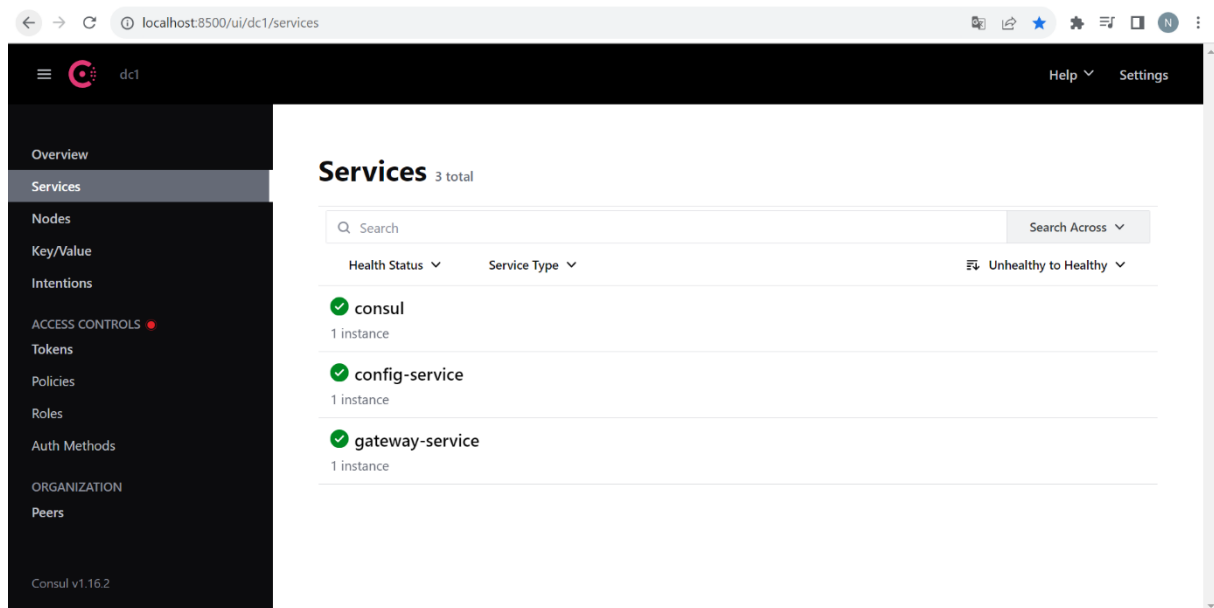 localhost:8500/ui/dc1/services
N
dc1
Help
Settings
Overview
Services
Nodes
Key/Value
Intentions
ACCESS CONTROLS
Tokens
Policies
Roles
Auth Methods
ORGANIZATION
Peers
Consul v1.16.2
Services 3 total
Search
Search Across
Health Status
Service Type
Unhealthy to Healthy
consul
1 instance
config-service
1 instance
gateway-service
1 instance